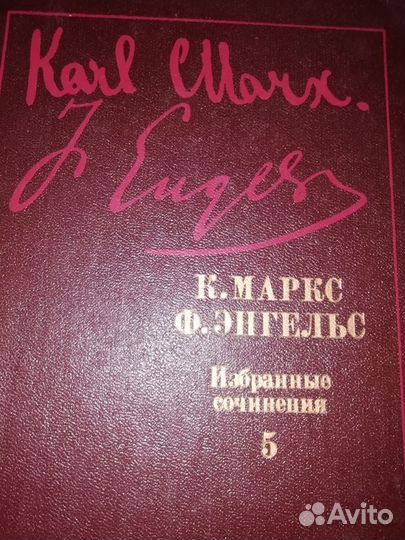 Karl Marx.
F Engels
К. МАРКС
Ф. ЭНГЕЛЬС
Избранные
сочинения
5
Avito